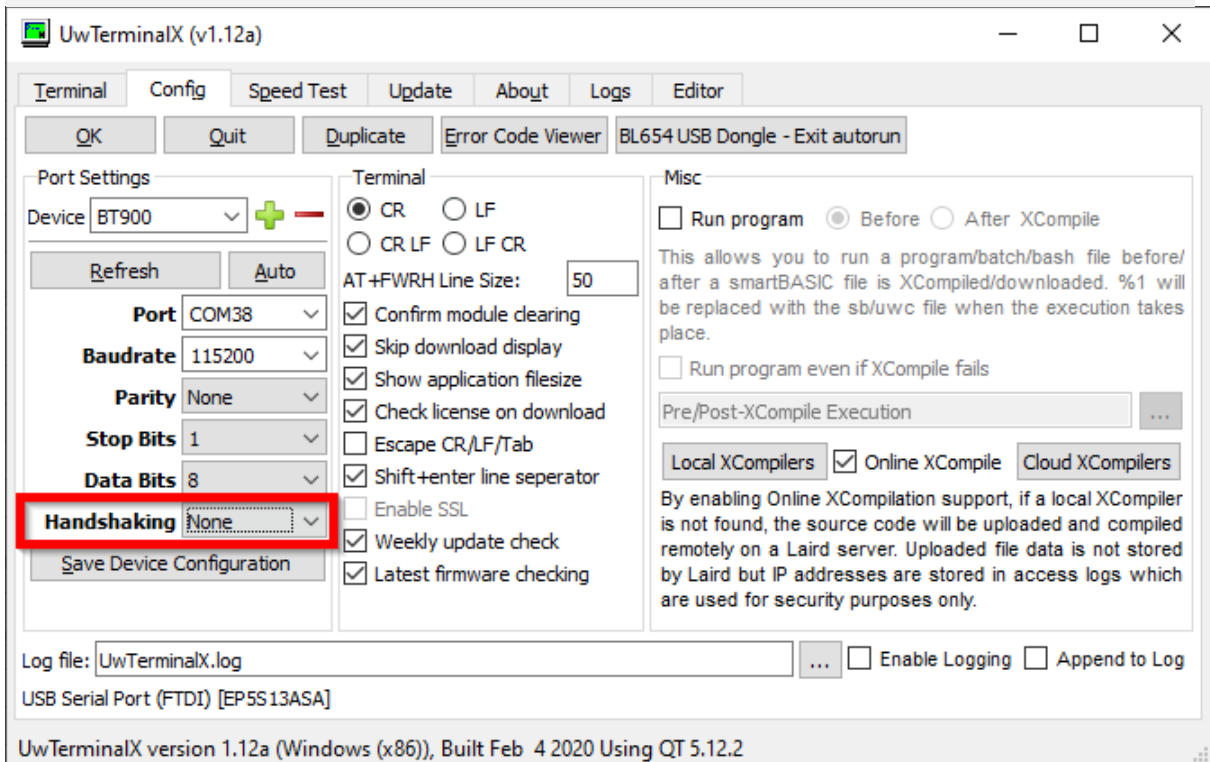 UwTerminalX (v1.12a)
Terminal Config Speed Test Update About Logs Editor
OK Quit Duplicate Error Code Viewer BL654 USB Dongle - Exit autorun
Port Settings
Device BT900
Refresh Auto
Port COM38
Baudrate 115200
Parity None
Stop Bits 1
Data Bits 8
Handshaking None
Save Device Configuration
Terminal
CR LF
CR LF LF CR
AT+FWRH Line Size: 50
Confirm module clearing
Skip download display
Show application filesize
Check license on download
Escape CR/LF/Tab
Shift+enter line seperator
Enable SSL
Weekly update check
Latest firmware checking
Misc
Run program Before After XCompile
This allows you to run a program/batch/bash file before/
after a smartBASIC file is XCompiled/downloaded. %1 will
be replaced with the sb/uwc file when the execution takes
place.
Run program even if XCompile fails
Pre/Post-XCompile Execution ...
Local XCompilers Online XCompile Cloud XCompilers
By enabling Online XCompilation support, if a local XCompiler
is not found, the source code will be uploaded and compiled
remotely on a Laird server. Uploaded file data is not stored
by Laird but IP addresses are stored in access logs which
are used for security purposes only.
Log file: UwTerminalX.log ... Enable Logging Append to Log
USB Serial Port (FTDI) [EP5S13ASA]
UwTerminalX version 1.12a (Windows (x86)), Built Feb 4 2020 Using QT 5.12.2